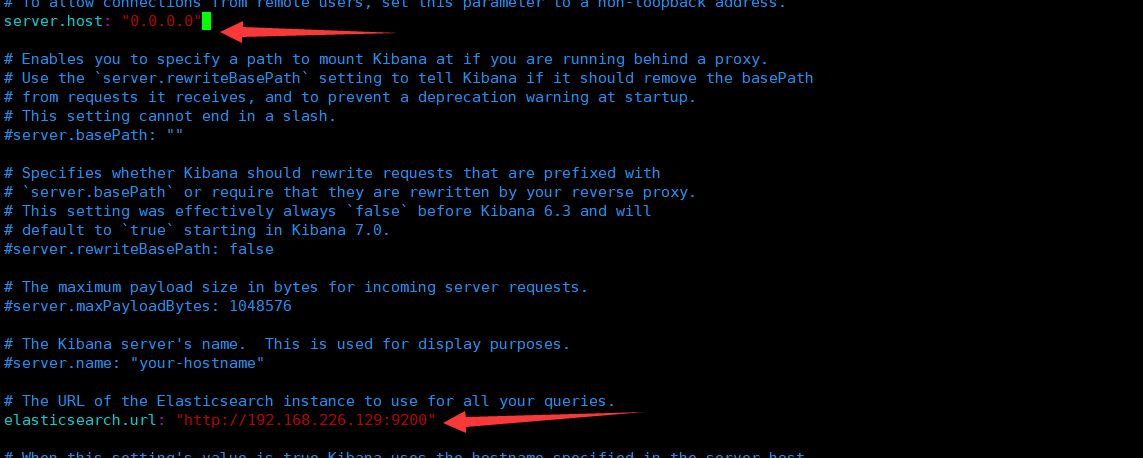 # To allow connections from remote users, set this parameter to a non-loopback address.
server.host: "0.0.0.0"
# Enables you to specify a path to mount Kibana at if you are running behind a proxy.
# Use the `server.rewriteBasePath` setting to tell Kibana if it should remove the basePath
# from requests it receives, and to prevent a deprecation warning at startup.
# This setting cannot end in a slash.
#server.basePath: ""
# Specifies whether Kibana should rewrite requests that are prefixed with
# `server.basePath` or require that they are rewritten by your reverse proxy.
# This setting was effectively always `false` before Kibana 6.3 and will
# default to `true` starting in Kibana 7.0.
#server.rewriteBasePath: false
# The maximum payload size in bytes for incoming server requests.
#server.maxPayloadBytes: 1048576
# The Kibana server's name.  This is used for display purposes.
#server.name: "your-hostname"
# The URL of the Elasticsearch instance to use for all your queries.
elasticsearch.url: "http://192.168.226.129:9200"
# When this setting's value is true Kibana uses the hostname specified in the server.host